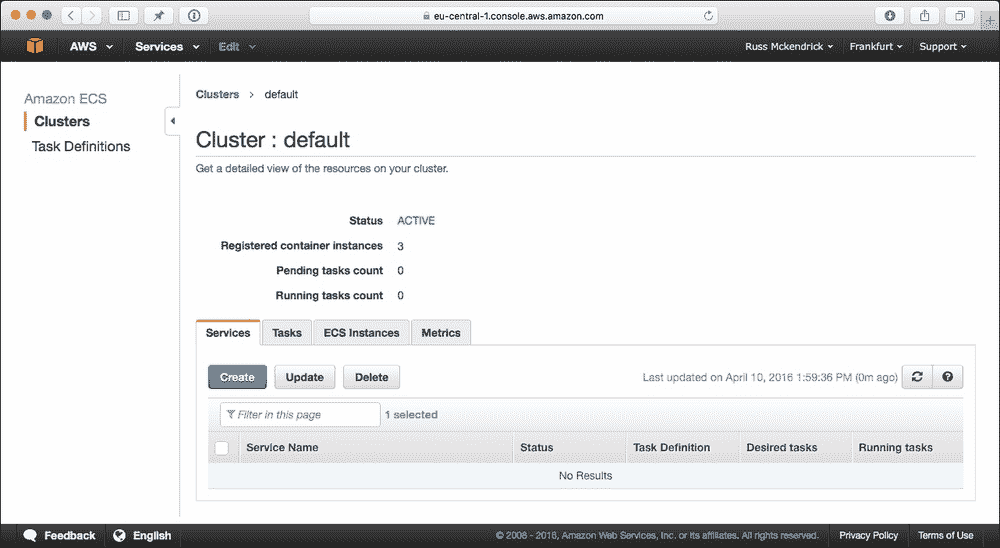 eu-central-1.console.aws.amazon.com
AWS Services Edit Russ Mckendrick Frankfurt Support
Amazon ECS
Clusters
Task Definitions
Clusters > default
Cluster : default
Get a detailed view of the resources on your cluster.
Status ACTIVE
Registered container instances 3
Pending tasks count 0
Running tasks count 0
Services Tasks ECS Instances Metrics
Create Update Delete Last updated on April 10, 2016 1:59:36 PM (0m ago)
Filter in this page 1 selected
Service Name Status Task Definition Desired tasks Running tasks
No Results
Feedback English © 2008 - 2016, Amazon Web Services, Inc. or its affiliates. All rights reserved. Privacy Policy Terms of Use